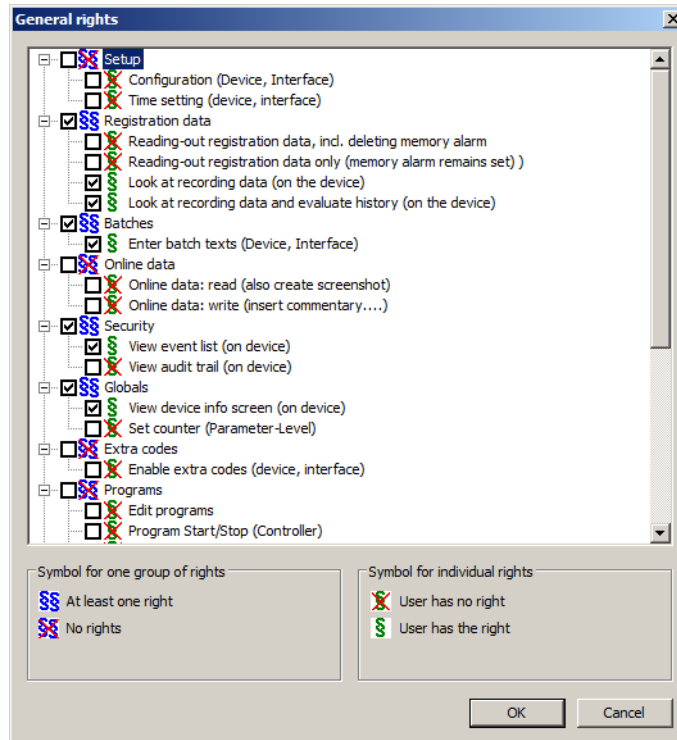 General rights
Setup
Configuration (Device, Interface)
Time setting (device, interface)
Registration data
Reading-out registration data, incl. deleting memory alarm
Reading-out registration data only (memory alarm remains set) )
Look at recording data (on the device)
Look at recording data and evaluate history (on the device)
Batches
Enter batch texts (Device, Interface)
Online data
Online data: read (also create screenshot)
Online data: write (insert commentary....)
Security
View event list (on device)
View audit trail (on device)
Globals
View device info screen (on device)
Set counter (Parameter-Level)
Extra codes
Enable extra codes (device, interface)
Programs
Edit programs
Program Start/Stop (Controller)
Symbol for one group of rights
§§ At least one right
§§ No rights
Symbol for individual rights
§ User has no right
§ User has the right
OK
Cancel